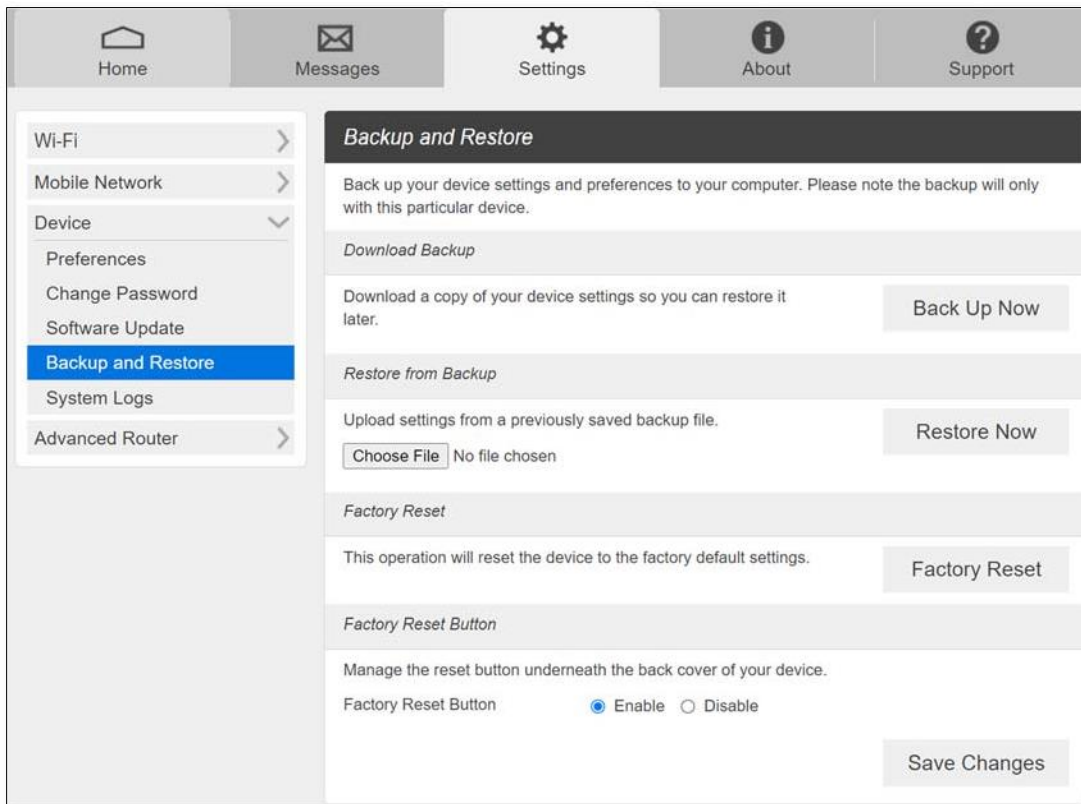 Home
Messages
Settings
About
Support
Wi-Fi
Mobile Network
Device
Preferences
Change Password
Software Update
Backup and Restore
System Logs
Advanced Router
Backup and Restore
Back up your device settings and preferences to your computer. Please note the backup will only
with this particular device.
Download Backup
Download a copy of your device settings so you can restore it
later.
Back Up Now
Restore from Backup
Upload settings from a previously saved backup file.
Choose File No file chosen
Restore Now
Factory Reset
This operation will reset the device to the factory default settings.
Factory Reset
Factory Reset Button
Manage the reset button underneath the back cover of your device.
Factory Reset Button Enable Disable
Save Changes